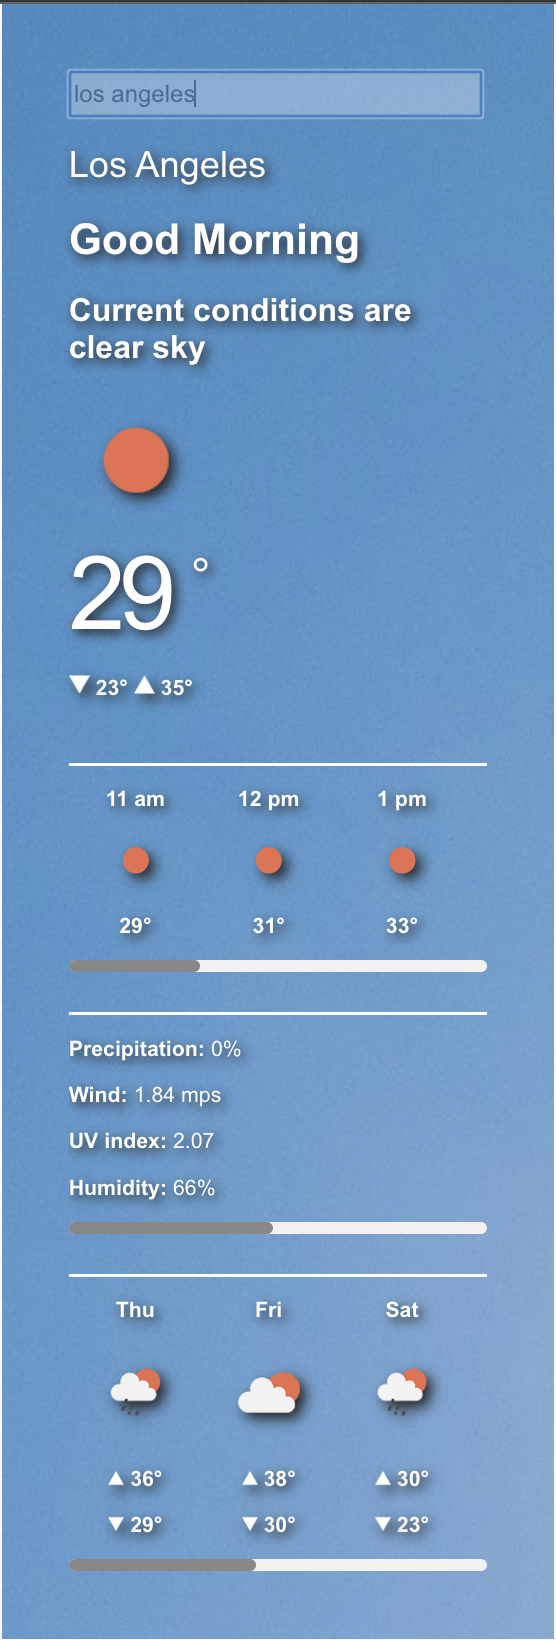 los angeles
Los Angeles
Good Morning
Current conditions are
clear sky
29°
▼ 23° ▲ 35°
11 am 12 pm 1 pm
29° 31° 33°
Precipitation: 0%
Wind: 1.84 mps
UV index: 2.07
Humidity: 66%
Thu Fri Sat
▲ 36° ▲ 38° ▲ 30°
▼ 29° ▼ 30° ▼ 23°